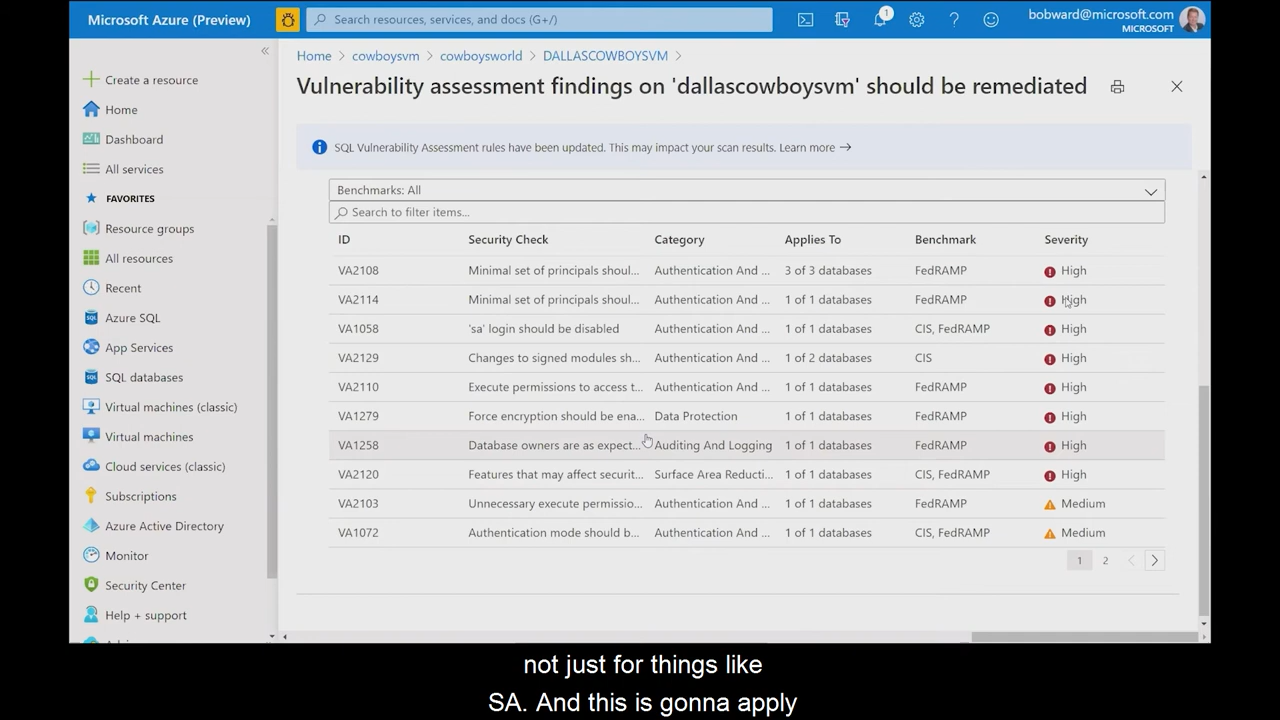 Microsoft Azure (Preview)
Search resources, services, and docs (G+/)
1
bobward@microsoft.com
MICROSOFT
Home > cowboysvm > cowboysworld > DALLASCOWBOYSVM >
Vulnerability assessment findings on 'dallascowboysvm' should be remediated
SQL Vulnerability Assessment rules have been updated. This may impact your scan results. Learn more →
Create a resource
Home
Dashboard
All services
FAVORITES
Resource groups
All resources
Recent
Azure SQL
App Services
SQL databases
Virtual machines (classic)
Virtual machines
Cloud services (classic)
Subscriptions
Azure Active Directory
Monitor
Security Center
Help + support
Benchmarks: All
Search to filter items...
ID Security Check Category Applies To Benchmark Severity
VA2108 Minimal set of principals shoul... Authentication And ... 3 of 3 databases FedRAMP High
VA2114 Minimal set of principals shoul... Authentication And ... 1 of 1 databases FedRAMP High
VA1058 'sa' login should be disabled Authentication And ... 1 of 1 databases CIS, FedRAMP High
VA2129 Changes to signed modules sh... Authentication And ... 1 of 2 databases CIS High
VA2110 Execute permissions to access t... Authentication And ... 1 of 1 databases FedRAMP High
VA1279 Force encryption should be ena... Data Protection 1 of 1 databases FedRAMP High
VA1258 Database owners are as expect... Auditing And Logging 1 of 1 databases FedRAMP High
VA2120 Features that may affect securit... Surface Area Reducti... 1 of 1 databases CIS, FedRAMP High
VA2103 Unnecessary execute permissio... Authentication And ... 1 of 1 databases FedRAMP Medium
VA1072 Authentication mode should b... Authentication And ... 1 of 1 databases CIS, FedRAMP Medium
1 2 < >
not just for things like
SA. And this is gonna apply